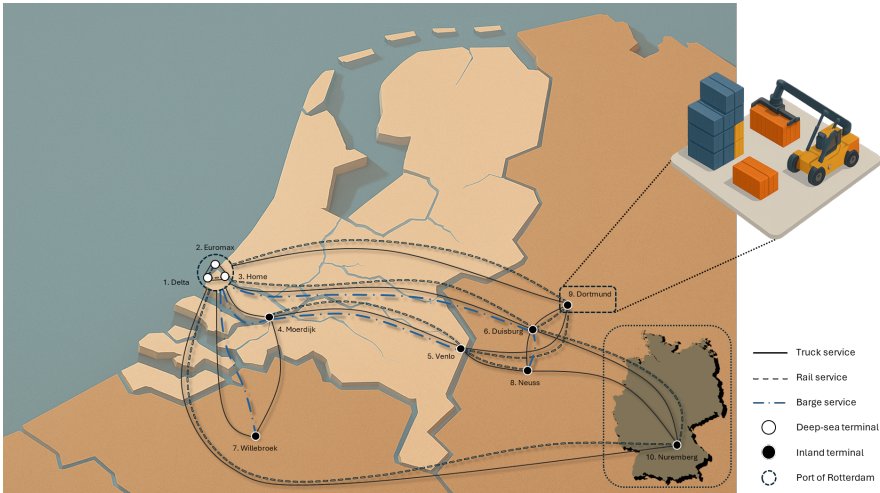 2. Euromax
1. Delta
3. Home
9. Dortmund
4. Moerdijk
6. Duisburg
5. Venlo
8. Neuss
7. Willebroek
10. Nuremberg
Truck service
Rail service
Barge service
Deep-sea terminal
Inland terminal
Port of Rotterdam